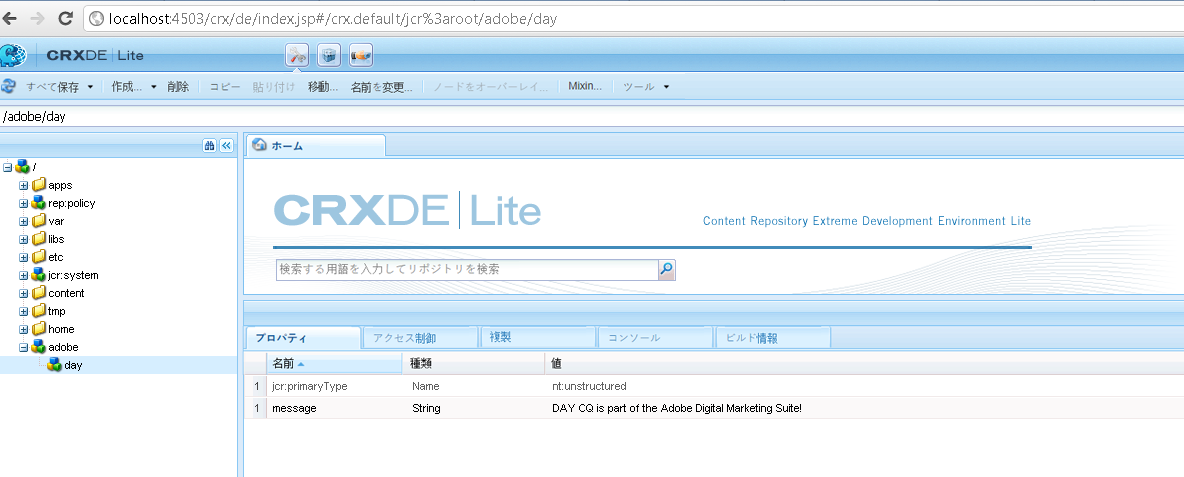 localhost:4503/crx/de/index.jsp#/crx.default/jcr%3aroot/adobe/day
CRXDE Lite
すべて保存 作成... 削除 コピー 貼り付け 移動... 名前を変更... ノードをオーバーレイ... Mixin... ツール
/adobe/day
/
apps
rep:policy
var
libs
etc
jcr:system
content
tmp
home
adobe
day
ホーム
CRXDE Lite
Content Repository Extreme Development Environment Lite
検索する用語を入力してリポジトリを検索
プロパティ アクセス制御 複製 コンソール ビルド情報
名前 種類 値
1 jcr:primaryType Name nt:unstructured
1 message String DAY CQ is part of the Adobe Digital Marketing Suite!